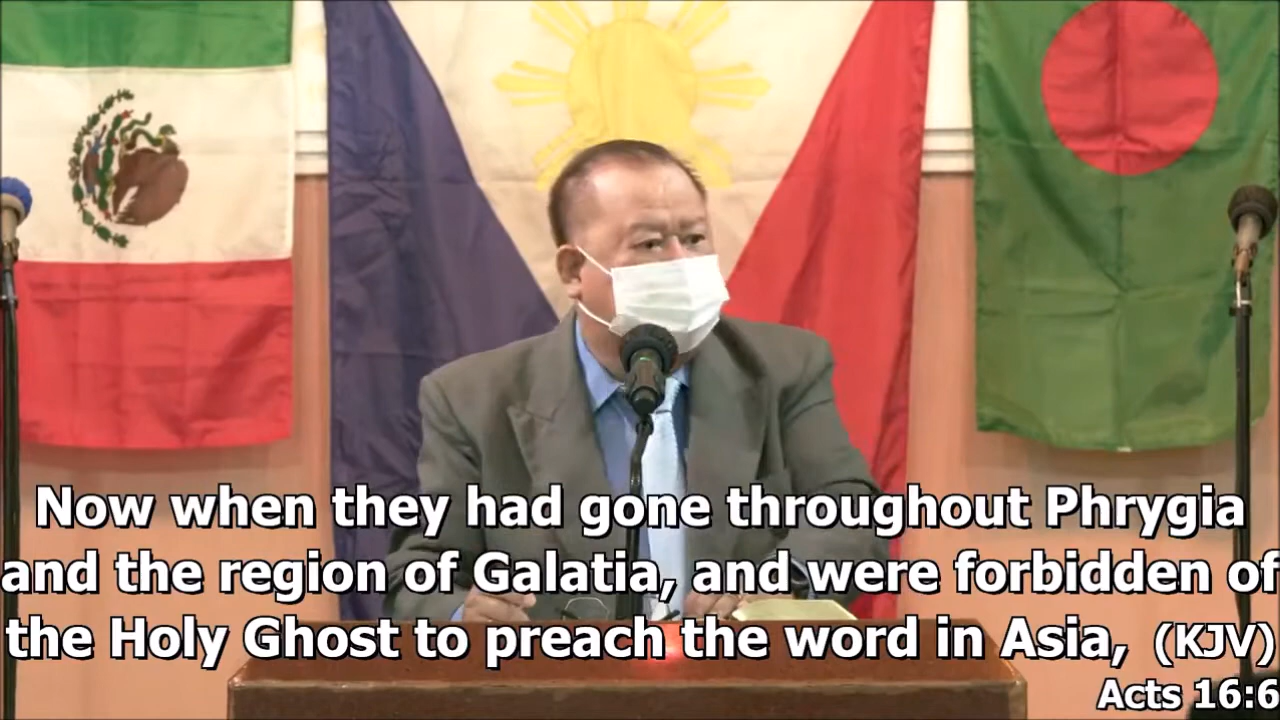 Now when they had gone throughout Phrygia
and the region of Galatia, and were forbidden of
the Holy Ghost to preach the word in Asia, (KJV)
Acts 16:6